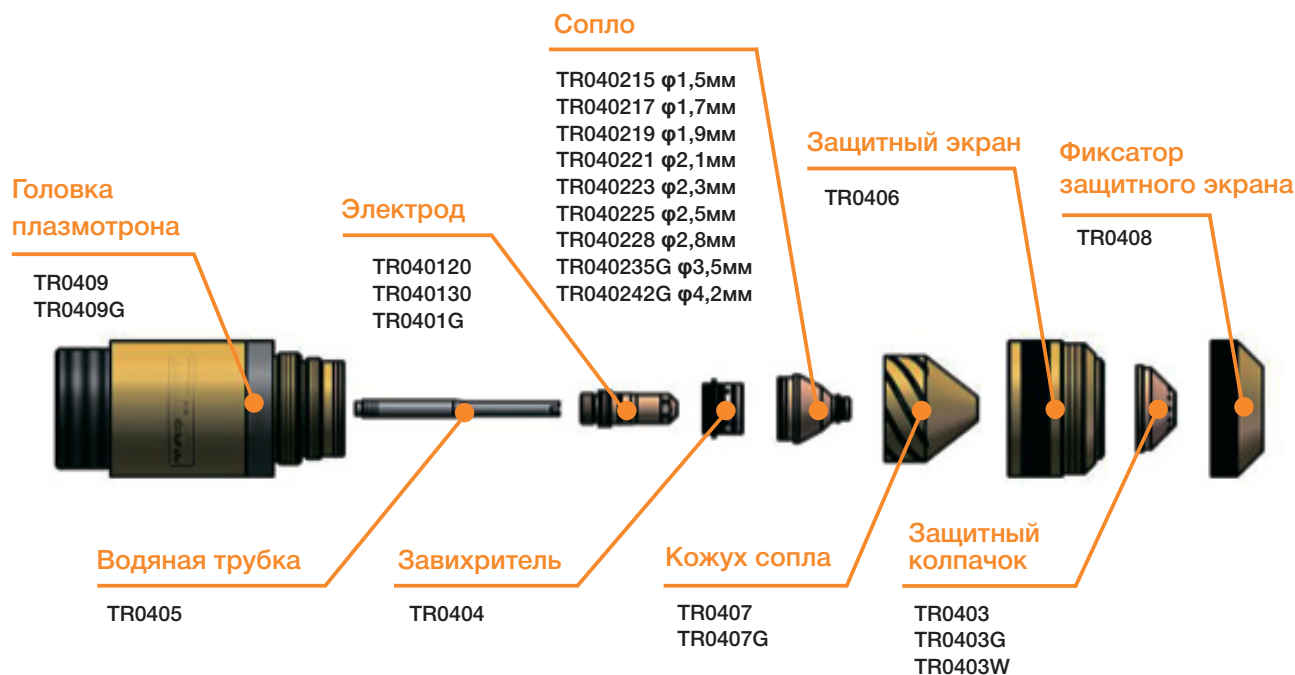 Сопло
TR040215 φ1,5мм
TR040217 φ1,7мм
TR040219 φ1,9мм
TR040221 φ2,1мм
TR040223 φ2,3мм
TR040225 φ2,5мм
TR040228 φ2,8мм
TR040235G φ3,5мм
TR040242G φ4,2мм
Защитный экран
TR0406
Фиксатор
защитного экрана
TR0408
Головка
плазмотрона
TR0409
TR0409G
Электрод
TR040120
TR040130
TR0401G
Водяная трубка
TR0405
Завихритель
TR0404
Кожух сопла
TR0407
TR0407G
Защитный
колпачок
TR0403
TR0403G
TR0403W